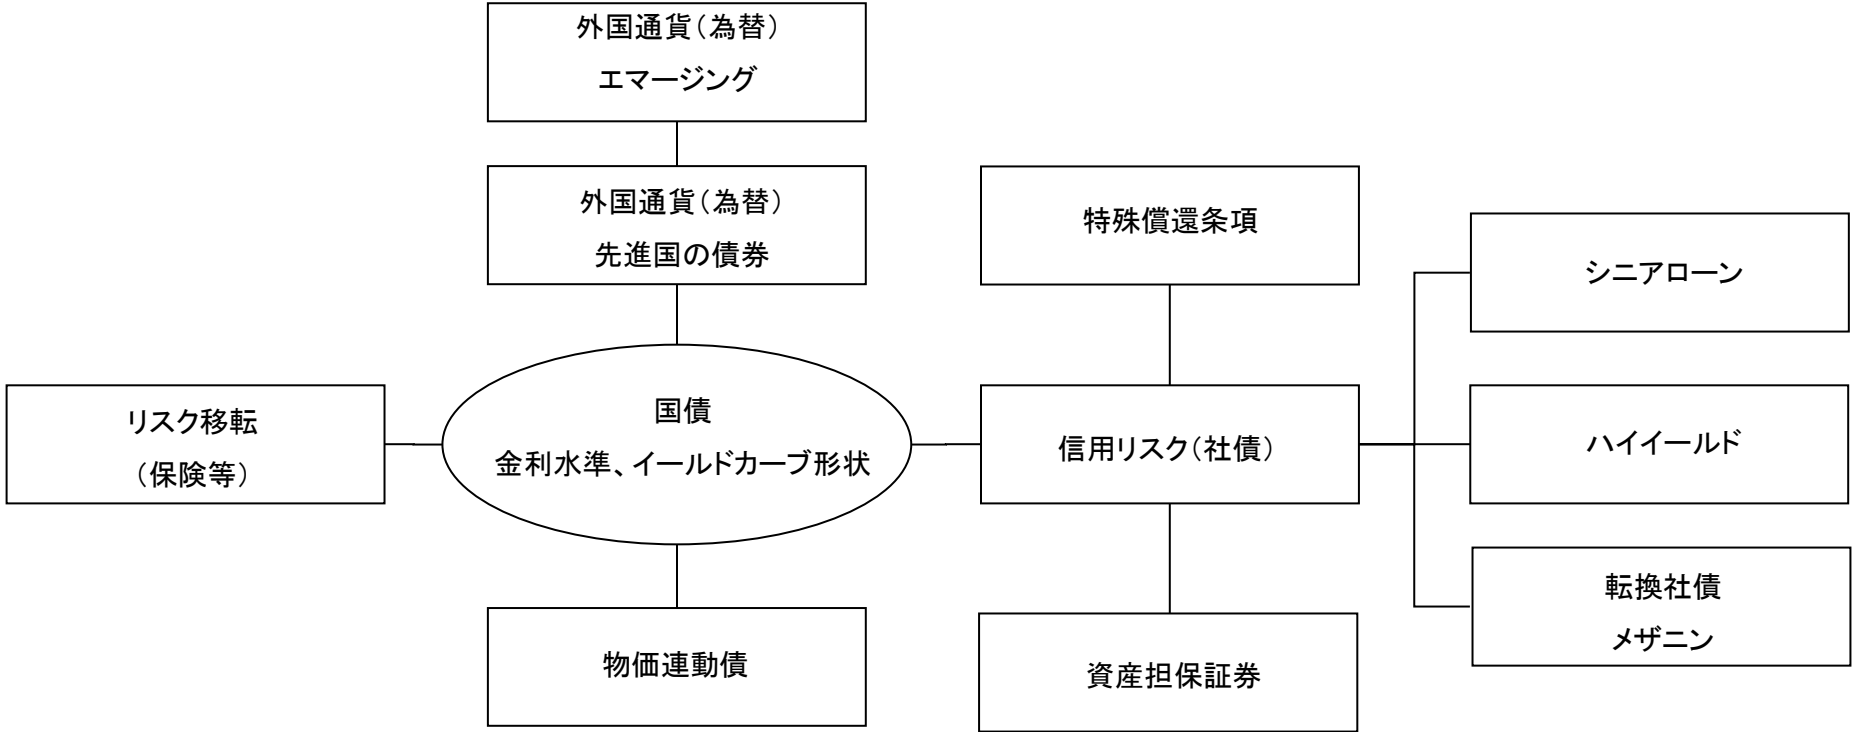 外国通貨（為替）
エマージング
外国通貨（為替）
先進国の債券
特殊償還条項
シニアローン
リスク移転
（保険等）
国債
金利水準、イールドカーブ形状
信用リスク（社債）
ハイイールド
転換社債
メザニン
物価連動債
資産担保証券